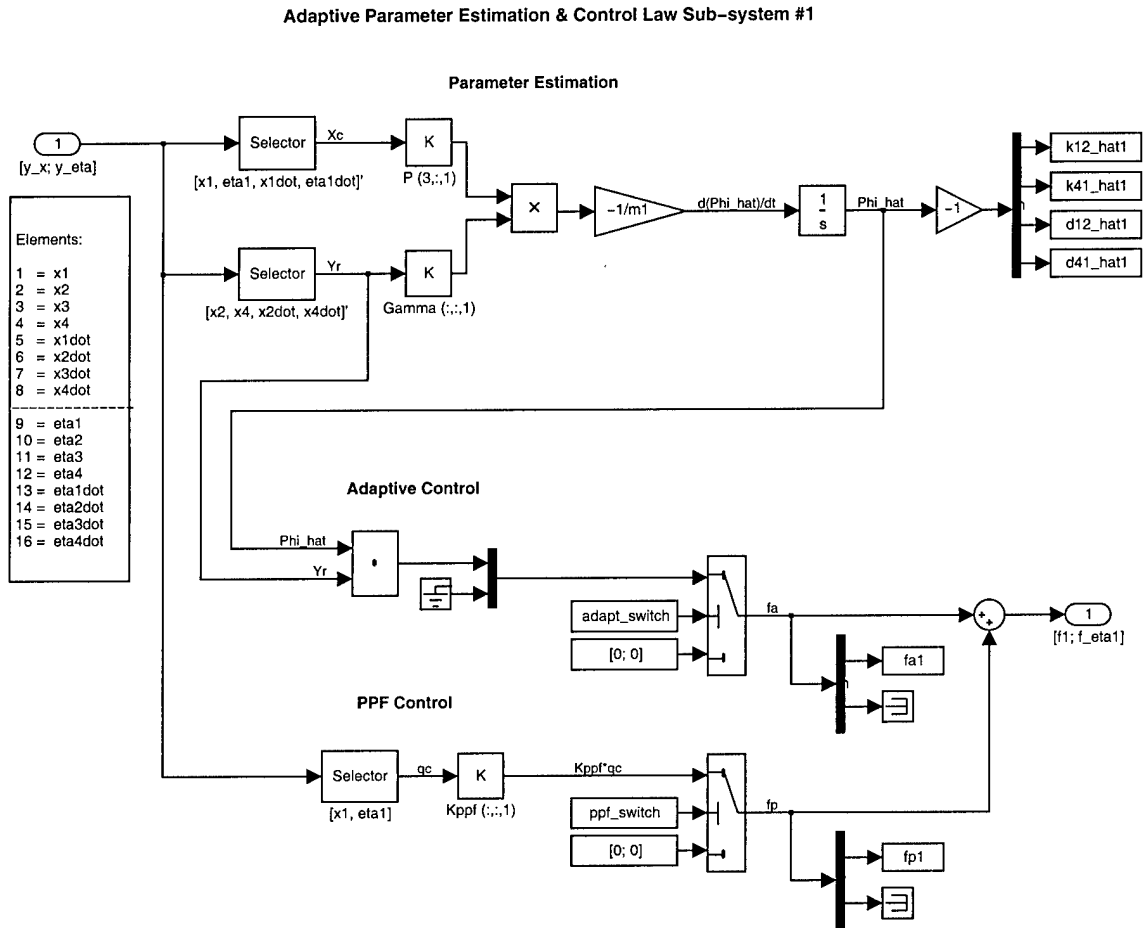 Adaptive Parameter Estimation & Control Law Sub−system #1
Parameter Estimation
1
[y_x; y_eta]
Selector
[x1, eta1, x1dot, eta1dot]'
Xc
K
P (3,:,1)
×
−1/m1
d(Phi_hat)/dt
1
s
Phi_hat
−1
k12_hat1
k41_hat1
d12_hat1
d41_hat1
Selector
[x2, x4, x2dot, x4dot]'
Yr
K
Gamma (:,:,1)
Elements:
1 = x1
2 = x2
3 = x3
4 = x4
5 = x1dot
6 = x2dot
7 = x3dot
8 = x4dot
9 = eta1
10 = eta2
11 = eta3
12 = eta4
13 = eta1dot
14 = eta2dot
15 = eta3dot
16 = eta4dot
Adaptive Control
Phi_hat
Yr
adapt_switch
[0; 0]
fa
fa1
+
+
1
[f1; f_eta1]
PPF Control
Selector
[x1, eta1]
qc
K
Kppf (:,:,1)
Kppf*qc
ppf_switch
[0; 0]
fp
fp1